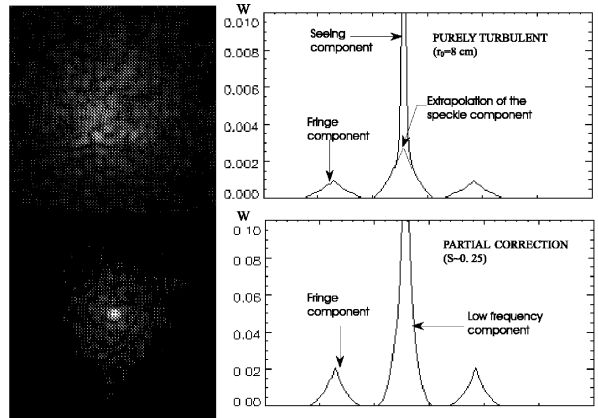 W
0.010
0.008
0.006
0.004
0.002
0.000
Seeing
component
PURELY TURBULENT
(r₀=8 cm)
Extrapolation of the
speckle component
Fringe
component
W
0.10
0.08
0.06
0.04
0.02
0.00
PARTIAL CORRECTION
(S~0. 25)
Fringe
component
Low frequency
component